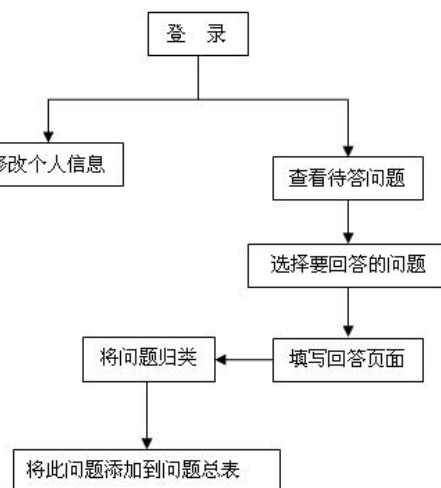 登 录
修改个人信息
查看待答问题
选择要回答的问题
将问题归类
填写回答页面
将此问题添加到问题总表